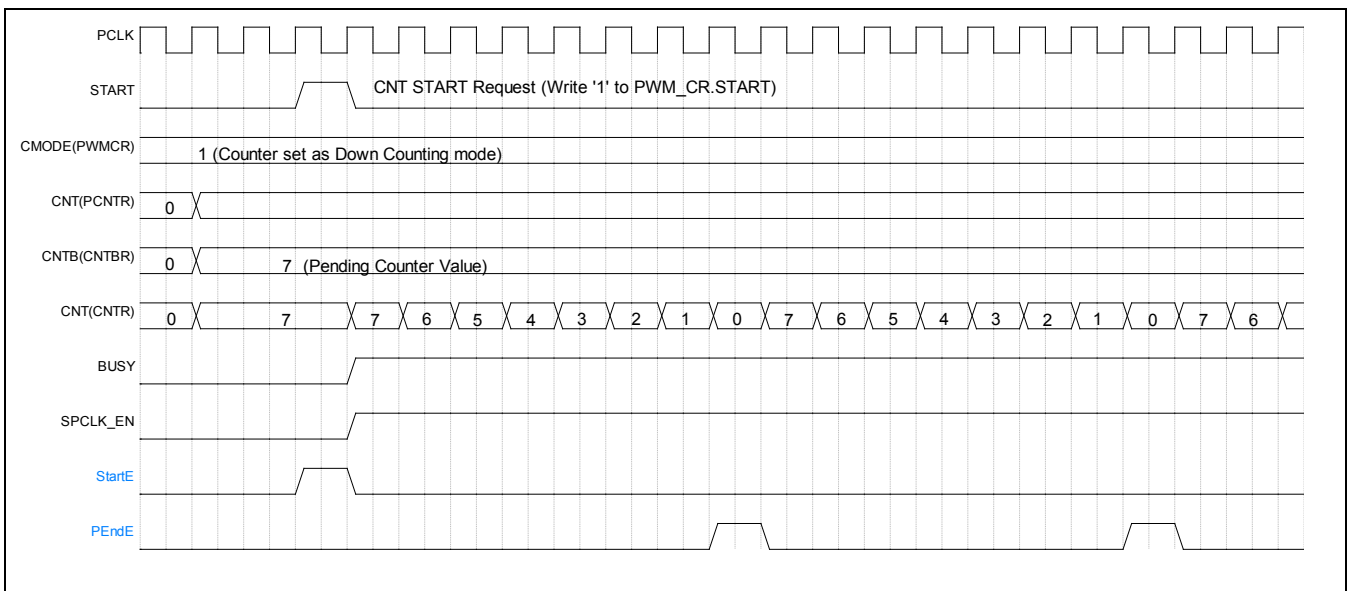 PCLK
START CNT START Request (Write '1' to PWM_CR.START)
CMODE(PWMCR) 1 (Counter set as Down Counting mode)
CNT(PCNTR) 0
CNTB(CNTBR) 0 7 (Pending Counter Value)
CNT(CNTR) 0 7 7 6 5 4 3 2 1 0 7 6 5 4 3 2 1 0 7 6
BUSY
SPCLK_EN
StartE
PEndE